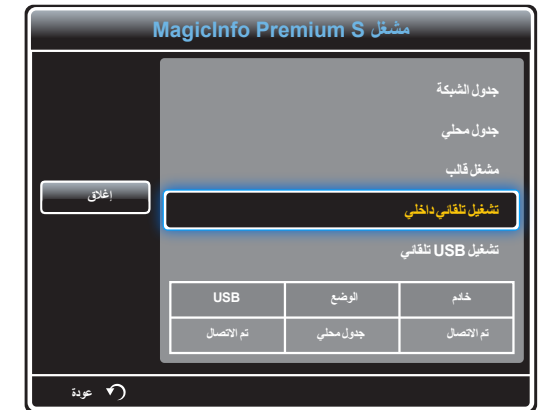 مشغل MagicInfo Premium S
جدول الشبكة
جدول محلي
مشغل قالب
تشغيل تلقائي داخلي
تشغيل USB تلقائي
إغلاق
خادم الوضع USB
تم الاتصال جدول محلي تم الاتصال
عودة